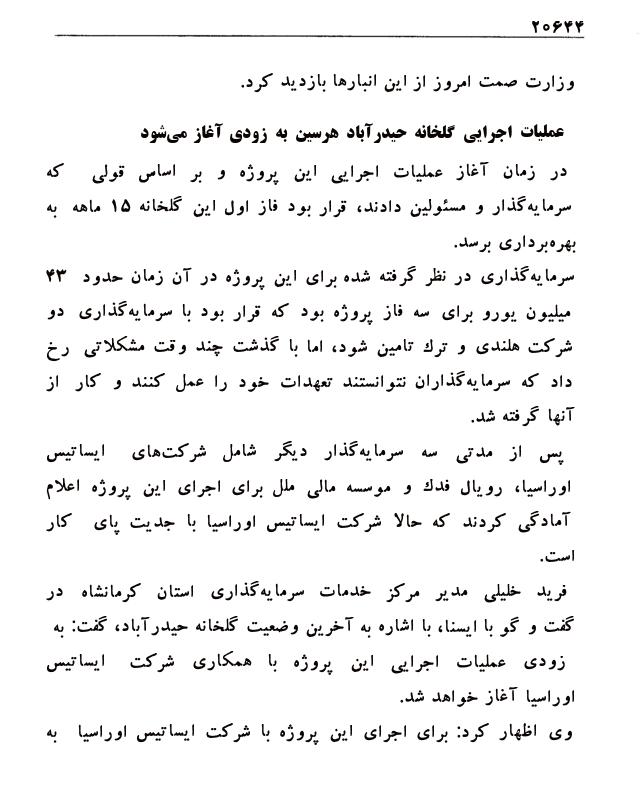 ۲۰۶۴۴
وزارت صمت امروز از این انبارها بازدید کرد.
عملیات اجرایی گلخانه حیدرآباد هرسین به زودی آغاز می‌شود
در زمان آغاز عملیات اجرایی این پروژه و بر اساس قولی که
سرمایه‌گذار و مسئولین دادند، قرار بود فاز اول این گلخانه ۱۵ ماهه به
بهره‌برداری برسد.
سرمایه‌گذاری در نظر گرفته شده برای این پروژه در آن زمان حدود ۴۳
میلیون یورو برای سه فاز پروژه بود که قرار بود با سرمایه‌گذاری دو
شرکت هلندی و ترك تامین شود، اما با گذشت چند وقت مشکلاتی رخ
داد که سرمایه‌گذاران نتوانستند تعهدات خود را عمل کنند و کار از
آنها گرفته شد.
پس از مدتی سه سرمایه‌گذار دیگر شامل شرکت‌های ایساتیس
اوراسیا، رویال فدك و موسسه مالی ملل برای اجرای این پروژه اعلام
آمادگی کردند که حالا شرکت ایساتیس اوراسیا با جدیت پای کار
است.
فرید خلیلی مدیر مرکز خدمات سرمایه‌گذاری استان کرمانشاه در
گفت و گو با ایسنا، با اشاره به آخرین وضعیت گلخانه حیدرآباد، گفت: به
زودی عملیات اجرایی این پروژه با همکاری شرکت ایساتیس
اوراسیا آغاز خواهد شد.
وی اظهار کرد: برای اجرای این پروژه با شرکت ایساتیس اوراسیا به